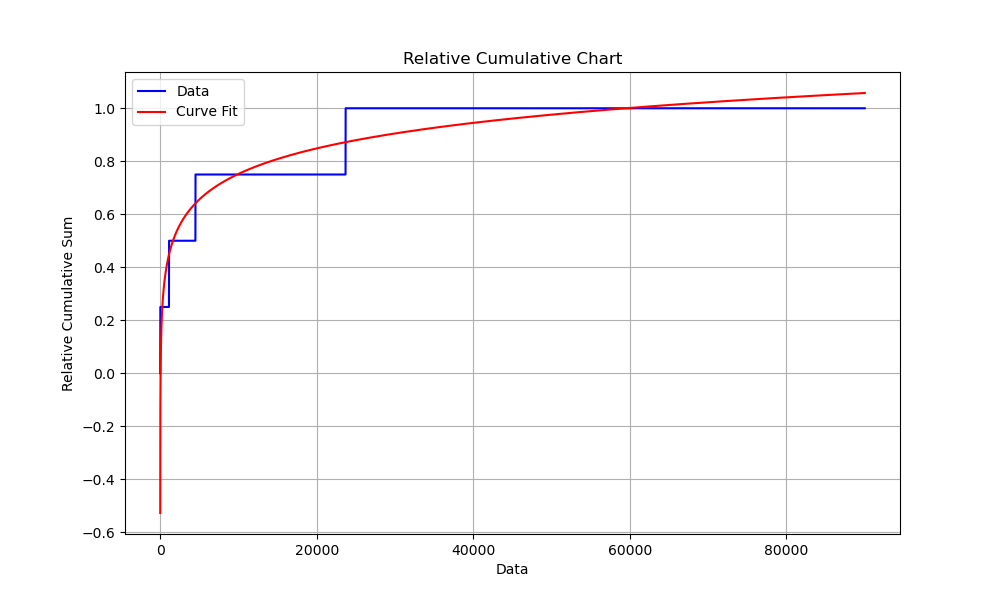 Relative Cumulative Chart
Data
Curve Fit
Relative Cumulative Sum
1.0
0.8
0.6
0.4
0.2
0.0
−0.2
−0.4
−0.6
0 20000 40000 60000 80000
Data